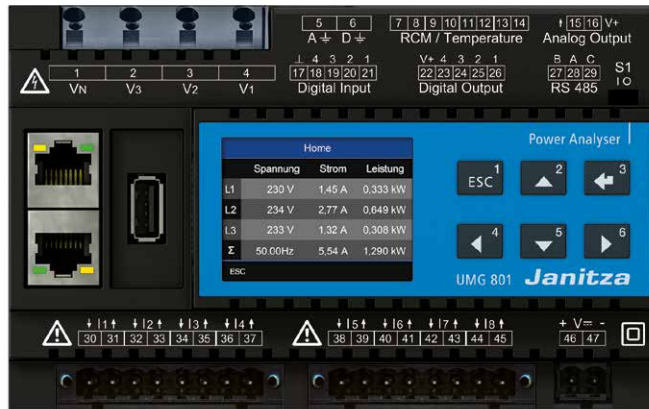 5 6 7 8 9 10 11 12 13 14 15 16 V+
A D RCM / Temperature Analog Output
1 2 3 4
VN V3 V2 V1
⊥ 4 3 2 1 V+ 4 3 2 1 B A C
17 18 19 20 21 22 23 24 25 26 27 28 29 S1
Digital Input Digital Output RS 485 I O
Power Analyser
Home
Spannung Strom Leistung
L1 230 V 1,45 A 0,333 kW
L2 234 V 2,77 A 0,649 kW
L3 233 V 1,32 A 0,308 kW
Σ 50.00Hz 5,54 A 1,290 kW
ESC
ESC 1 2 3
4 5 6
UMG 801 Janitza
I1 I2 I3 I4 I5 I6 I7 I8 + V= -
30 31 32 33 34 35 36 37 38 39 40 41 42 43 44 45 46 47